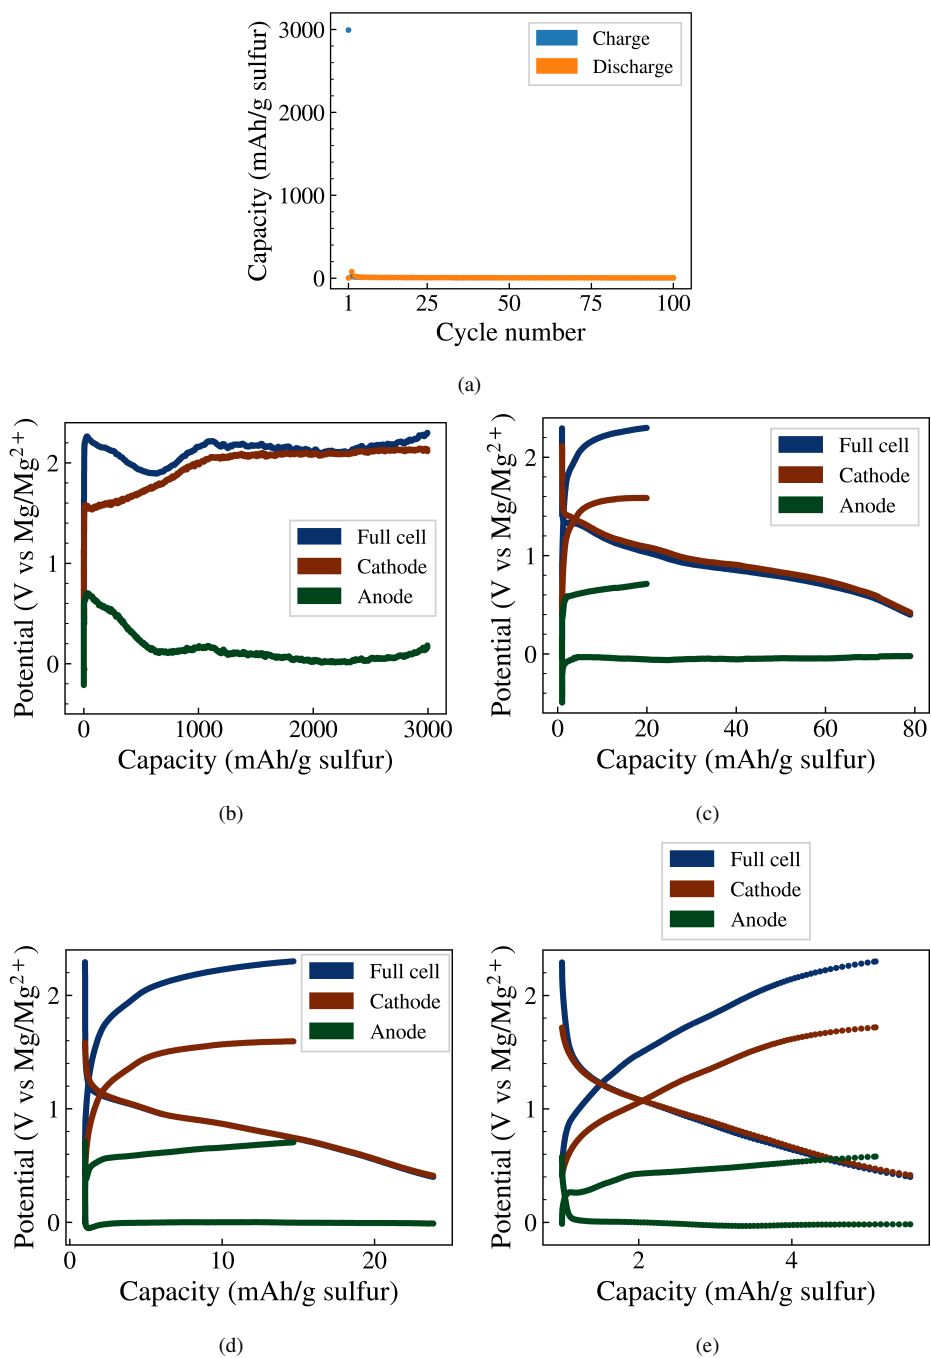 3000
2000
1000
0
Capacity (mAh/g sulfur)
Charge
Discharge
1 25 50 75 100
Cycle number
(a)
2
1
0
Potential (V vs Mg/Mg2+)
Full cell
Cathode
Anode
0 1000 2000 3000
Capacity (mAh/g sulfur)
(b)
2
1
0
Potential (V vs Mg/Mg2+)
Full cell
Cathode
Anode
0 20 40 60 80
Capacity (mAh/g sulfur)
(c)
2
1
0
Potential (V vs Mg/Mg2+)
Full cell
Cathode
Anode
0 10 20
Capacity (mAh/g sulfur)
(d)
Full cell
Cathode
Anode
2
1
0
Potential (V vs Mg/Mg2+)
2 4
Capacity (mAh/g sulfur)
(e)